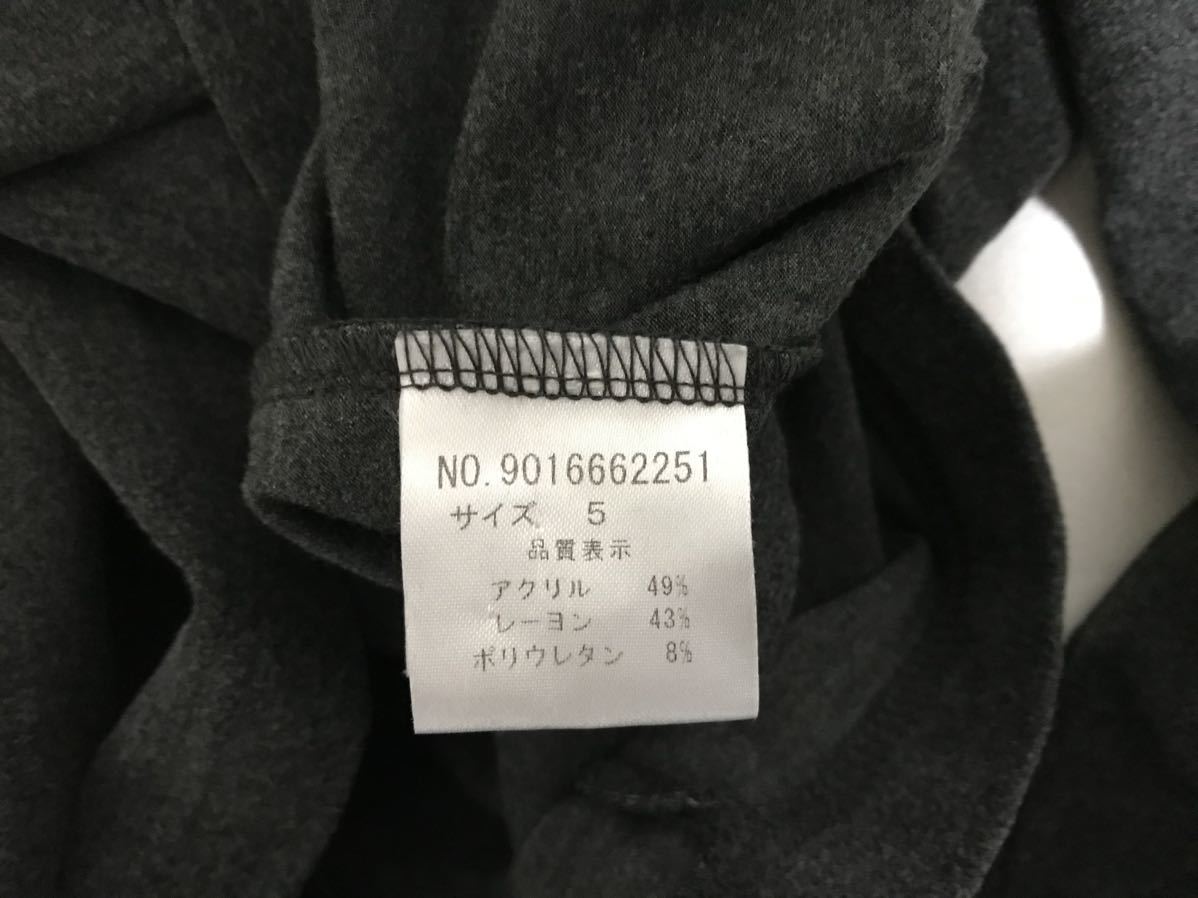 NO.9016662251
サイズ 5
品質表示
アクリル 49%
レーヨン 43%
ポリウレタン 8%